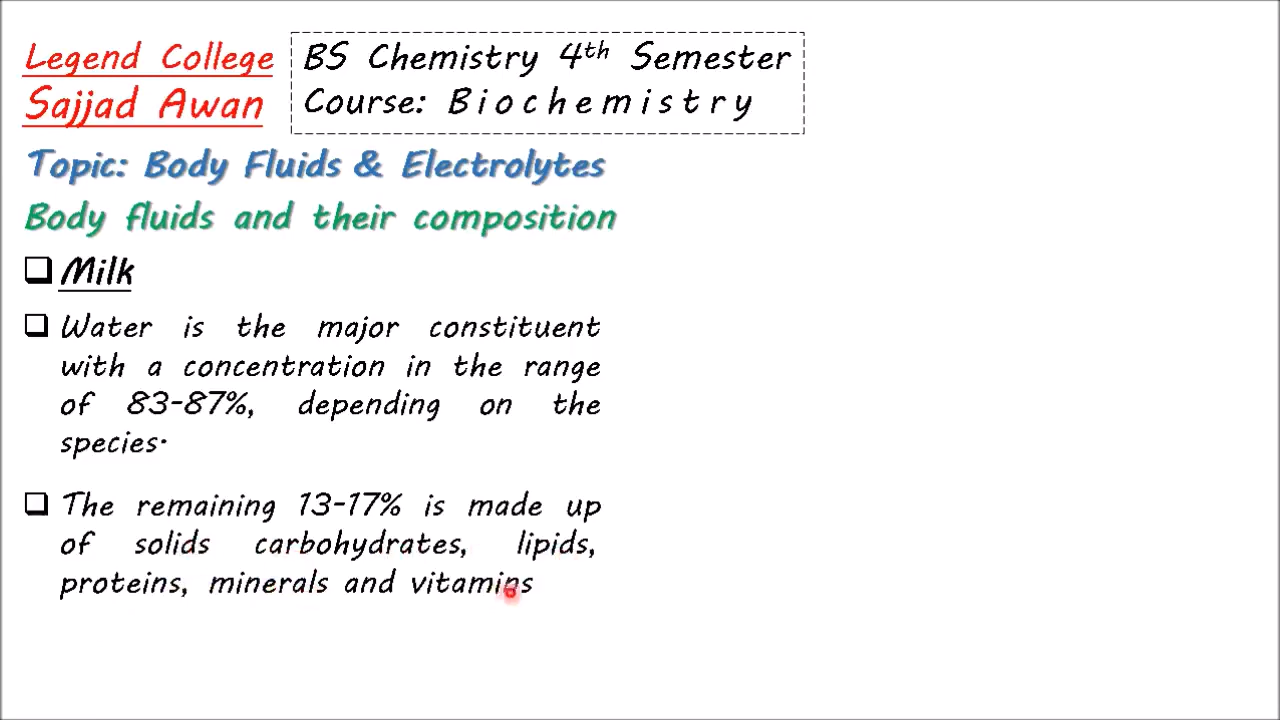 Legend College
Sajjad Awan
BS Chemistry 4th Semester
Course: Biochemistry
Topic: Body Fluids & Electrolytes
Body fluids and their composition
❑ Milk
❑ Water is the major constituent
with a concentration in the range
of 83-87%, depending on the
species.
❑ The remaining 13-17% is made up
of solids carbohydrates, lipids,
proteins, minerals and vitamins